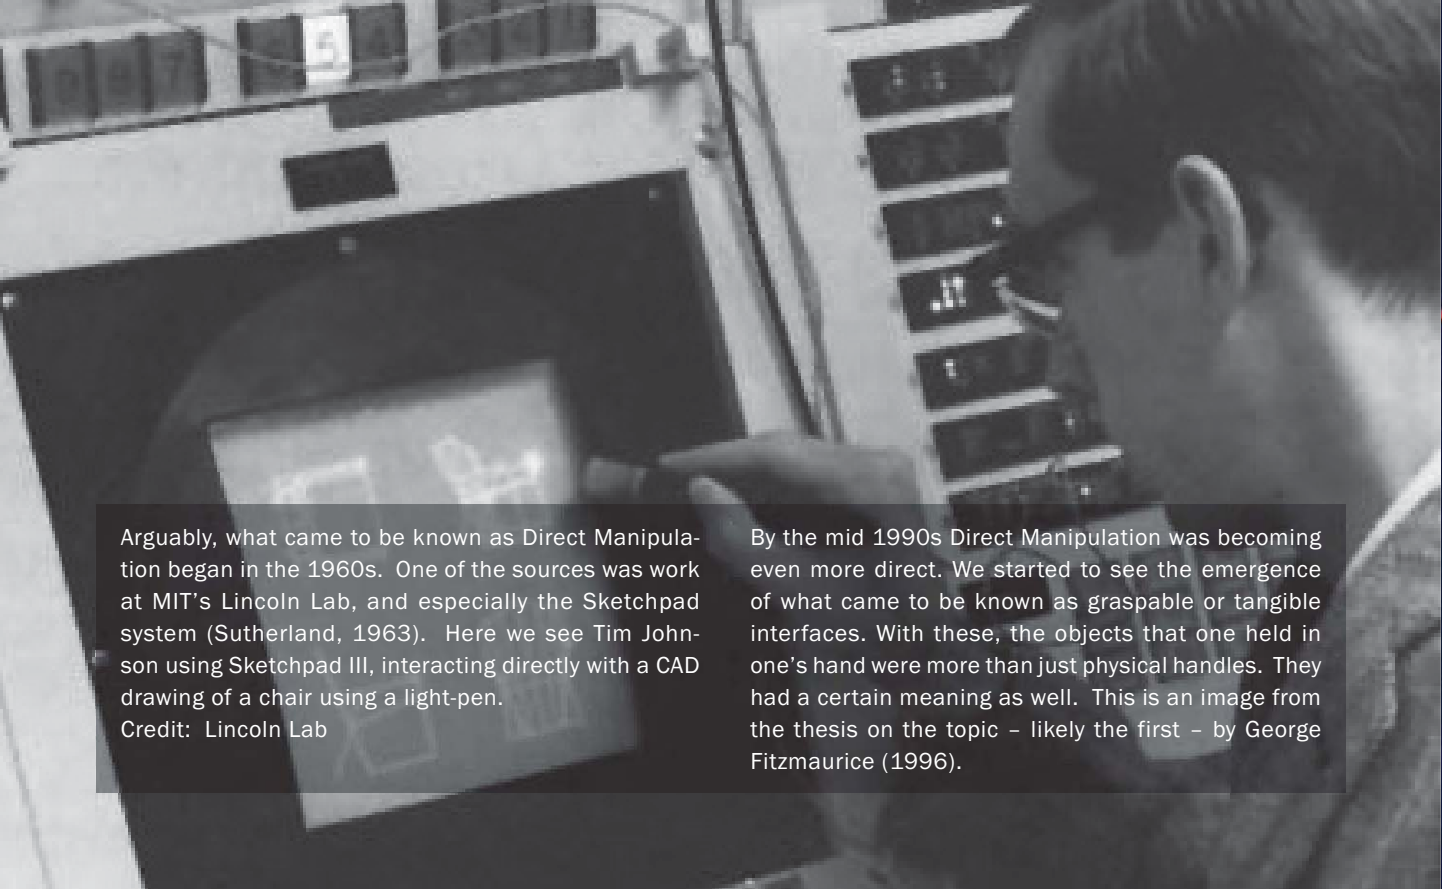 5
Arguably, what came to be known as Direct Manipula-
tion began in the 1960s.  One of the sources was work
at MIT’s Lincoln Lab, and especially the Sketchpad
system (Sutherland, 1963).  Here we see Tim John-
son using Sketchpad III, interacting directly with a CAD
drawing of a chair using a light-pen.
Credit:  Lincoln Lab
By the mid 1990s Direct Manipulation was becoming
even more direct. We started to see the emergence
of what came to be known as graspable or tangible
interfaces. With these, the objects that one held in
one’s hand were more than just physical handles.  They
had a certain meaning as well.  This is an image from
the thesis on the topic – likely the first – by George
Fitzmaurice (1996).